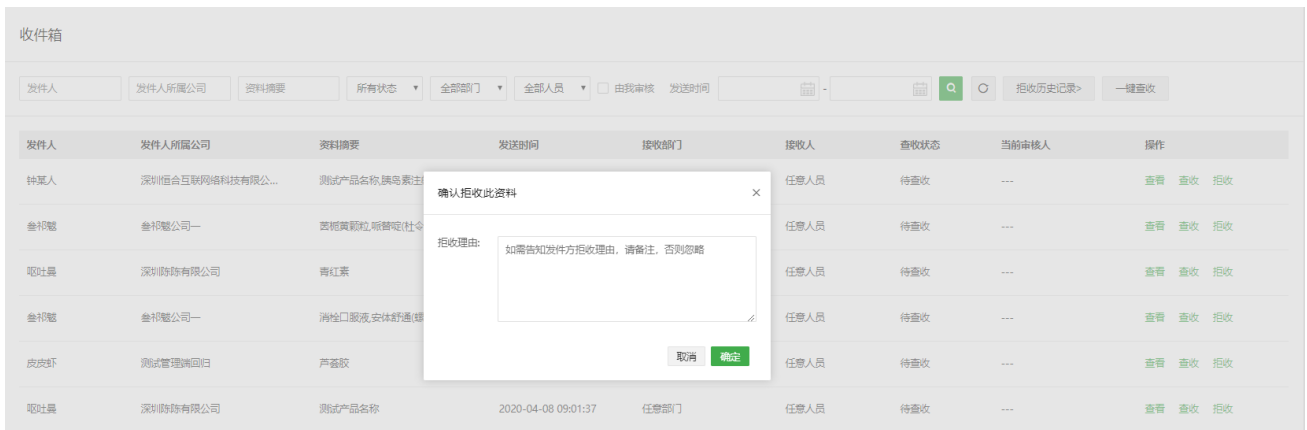 收件箱
发件人 发件人所属公司 资料摘要 所有状态 全部部门 全部人员 由我审核 发送时间 - 拒收历史记录> 一键查收
发件人 发件人所属公司 资料摘要 发送时间 接收部门 接收人 查收状态 当前审核人 操作
钟某人 深圳恒合互联网络科技有限公... 测试产品名称,胰岛素注 任意人员 待查收 --- 查看 查收 拒收
叁祁魃 叁祁魃公司一 茵栀黄颗粒,哌替啶(杜令 任意人员 待查收 --- 查看 查收 拒收
呕吐曼 深圳陈陈有限公司 青红素 任意人员 待查收 --- 查看 查收 拒收
叁祁魃 叁祁魃公司一 消栓口服液,安体舒通(螺 任意人员 待查收 --- 查看 查收 拒收
皮皮虾 测试管理端回归 芦荟胶 任意人员 待查收 --- 查看 查收 拒收
呕吐曼 深圳陈陈有限公司 测试产品名称 2020-04-08 09:01:37 任意部门 任意人员 待查收 --- 查看 查收 拒收
确认拒收此资料 ×
拒收理由: 如需告知发件方拒收理由，请备注，否则忽略
取消 确定